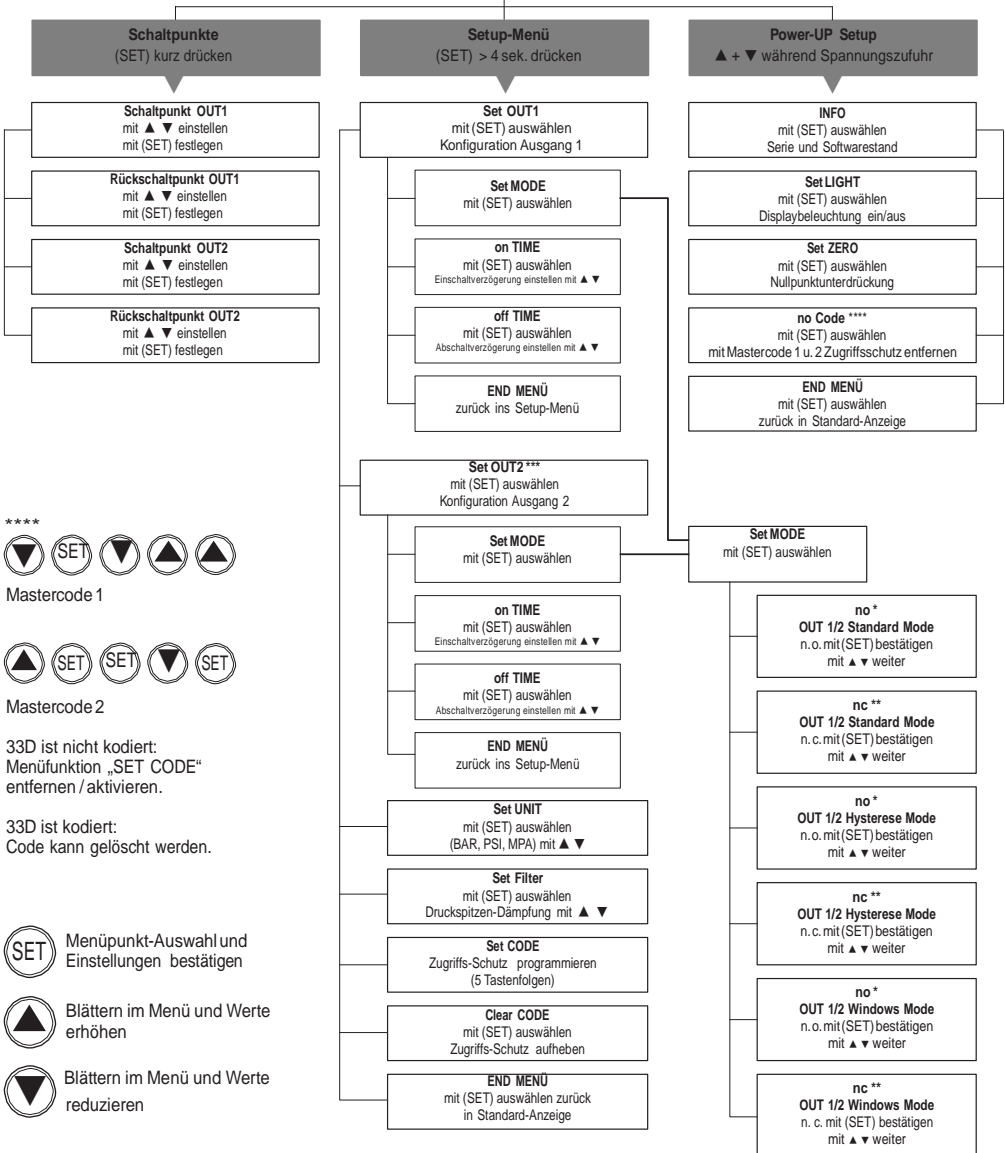 Schaltpunkte
(SET) kurz drücken
Schaltpunkt OUT1
mit ▲ ▼ einstellen
mit (SET) festlegen
Rückschaltpunkt OUT1
mit ▲ ▼ einstellen
mit (SET) festlegen
Schaltpunkt OUT2
mit ▲ ▼ einstellen
mit (SET) festlegen
Rückschaltpunkt OUT2
mit ▲ ▼ einstellen
mit (SET) festlegen
****
SET
Mastercode 1
SET SET SET
Mastercode 2
33D ist nicht kodiert:
Menüfunktion „SET CODE“
entfernen / aktivieren.
33D ist kodiert:
Code kann gelöscht werden.
SET
Menüpunkt-Auswahl und
Einstellungen bestätigen
Blättern im Menü und Werte
erhöhen
Blättern im Menü und Werte
reduzieren
Setup-Menü
(SET) > 4 sek. drücken
Set OUT1
mit (SET) auswählen
Konfiguration Ausgang 1
Set MODE
mit (SET) auswählen
on TIME
mit (SET) auswählen
Einschaltverzögerung einstellen mit ▲ ▼
off TIME
mit (SET) auswählen
Abschaltverzögerung einstellen mit ▲ ▼
END MENÜ
zurück ins Setup-Menü
Set OUT2 ***
mit (SET) auswählen
Konfiguration Ausgang 2
Set MODE
mit (SET) auswählen
on TIME
mit (SET) auswählen
Einschaltverzögerung einstellen mit ▲ ▼
off TIME
mit (SET) auswählen
Abschaltverzögerung einstellen mit ▲ ▼
END MENÜ
zurück ins Setup-Menü
Set UNIT
mit (SET) auswählen
(BAR, PSI, MPA) mit ▲ ▼
Set Filter
mit (SET) auswählen
Druckspitzen-Dämpfung mit ▲ ▼
Set CODE
Zugriffs-Schutz programmieren
(5 Tastenfolgen)
Clear CODE
mit (SET) auswählen
Zugriffs-Schutz aufheben
END MENÜ
mit (SET) auswählen zurück
in Standard-Anzeige
Power-UP Setup
▲ + ▼ während Spannungszufuhr
INFO
mit (SET) auswählen
Serie und Softwarestand
Set LIGHT
mit (SET) auswählen
Displaybeleuchtung ein/aus
Set ZERO
mit (SET) auswählen
Nullpunktunterdrückung
no Code ****
mit (SET) auswählen
mit Mastercode 1 u. 2 Zugriffsschutz entfernen
END MENÜ
mit (SET) auswählen
zurück in Standard-Anzeige
Set MODE
mit (SET) auswählen
no *
OUT 1/2 Standard Mode
n.o. mit (SET) bestätigen
mit ▲ ▼ weiter
nc **
OUT 1/2 Standard Mode
n. c. mit (SET) bestätigen
mit ▲ ▼ weiter
no *
OUT 1/2 Hysterese Mode
n.o. mit (SET) bestätigen
mit ▲ ▼ weiter
nc **
OUT 1/2 Hysterese Mode
n.c. mit (SET) bestätigen
mit ▲ ▼ weiter
no *
OUT 1/2 Windows Mode
n.o. mit (SET) bestätigen
mit ▲ ▼ weiter
nc **
OUT 1/2 Windows Mode
n. c. mit (SET) bestätigen
mit ▲ ▼ weiter